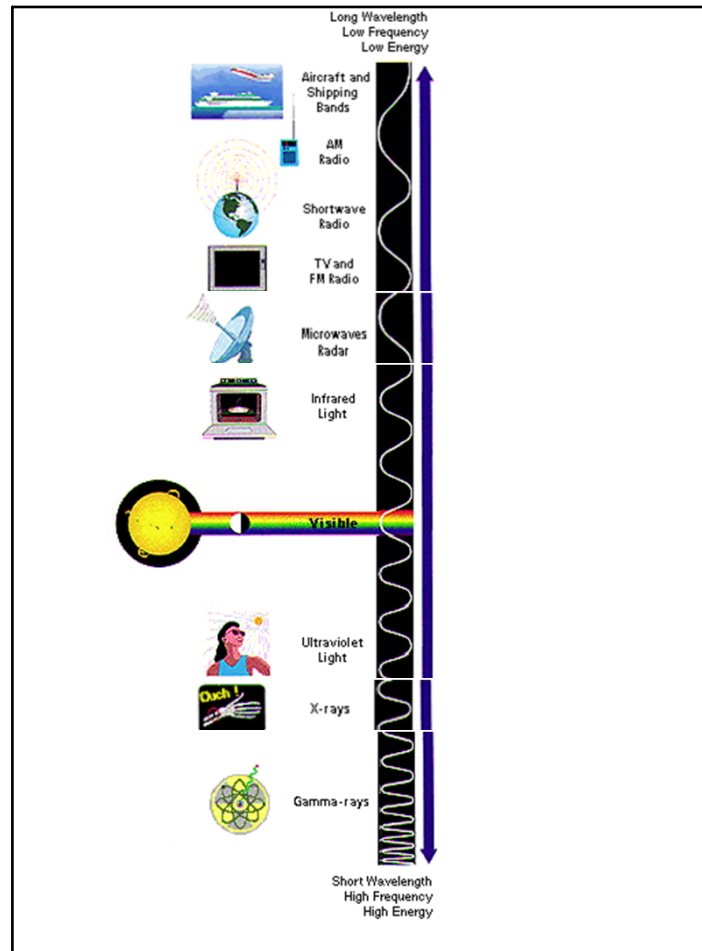 Long Wavelength
Low Frequency
Low Energy
Aircraft and
Shipping
Bands
AM
Radio
Shortwave
Radio
TV and
FM Radio
Microwaves
Radar
Infrared
Light
Visible
Ultraviolet
Light
Ouch !
X-rays
Gamma-rays
Short Wavelength
High Frequency
High Energy